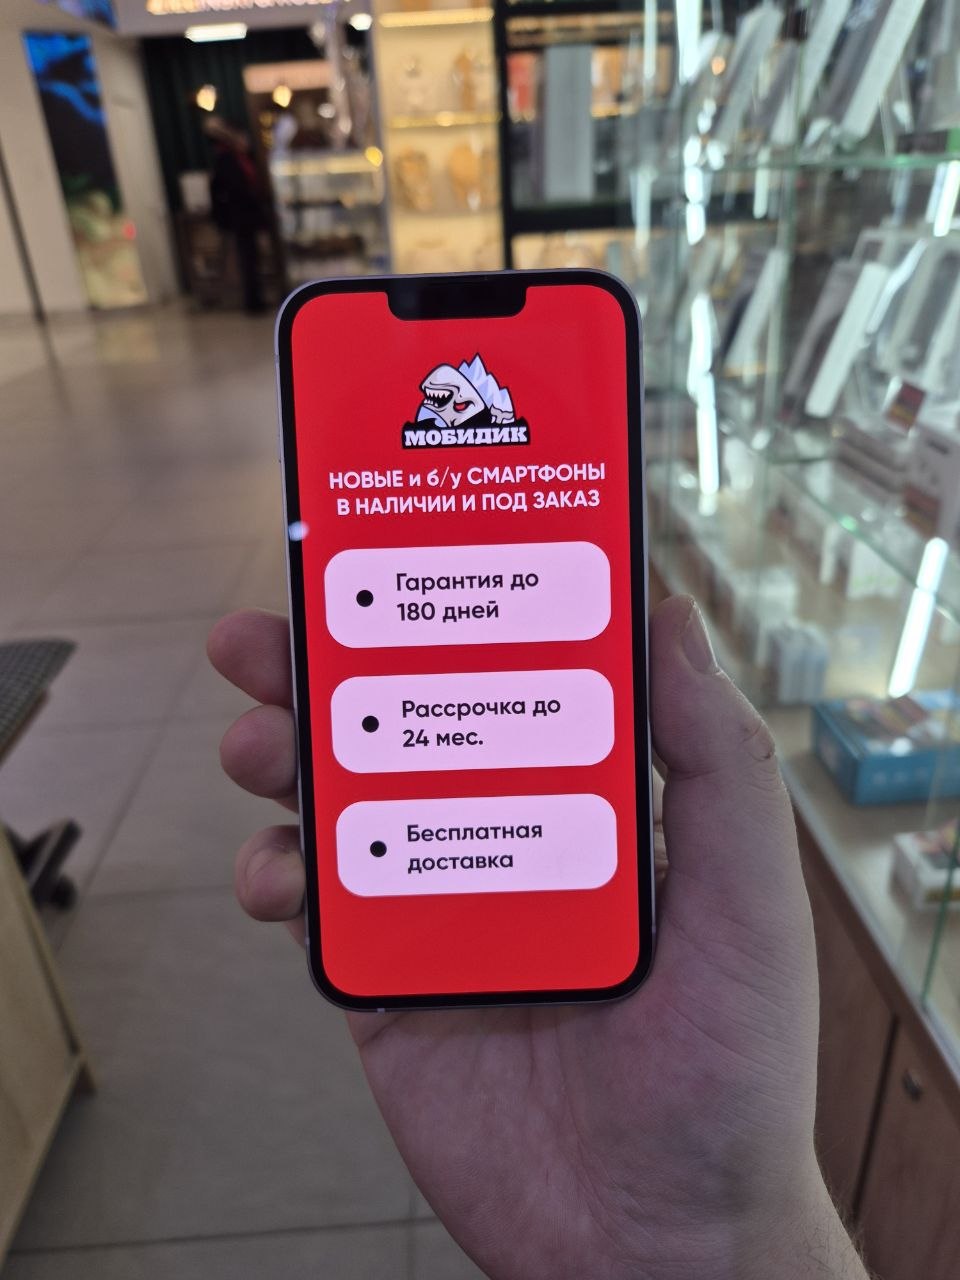 МОБИДИК
НОВЫЕ и б/у СМАРТФОНЫ
В НАЛИЧИИ И ПОД ЗАКАЗ
Гарантия до
180 дней
Рассрочка до
24 мес.
Бесплатная
доставка